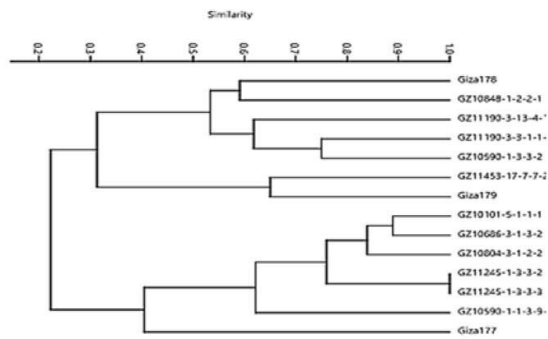 Similarity
0.2 0.3 0.4 0.5 0.6 0.7 0.8 0.9 1.0
Giza178
GZ10848-1-2-2-1
GZ11190-3-13-4-
GZ11190-3-3-1-1-
GZ10590-1-3-3-2
GZ11453-17-7-7-2
Giza179
GZ10101-5-1-1-1
GZ10686-3-1-3-2
GZ10804-3-1-2-2
GZ11245-1-3-3-2
GZ11245-1-3-3-3
GZ10590-1-1-3-9-
Giza177